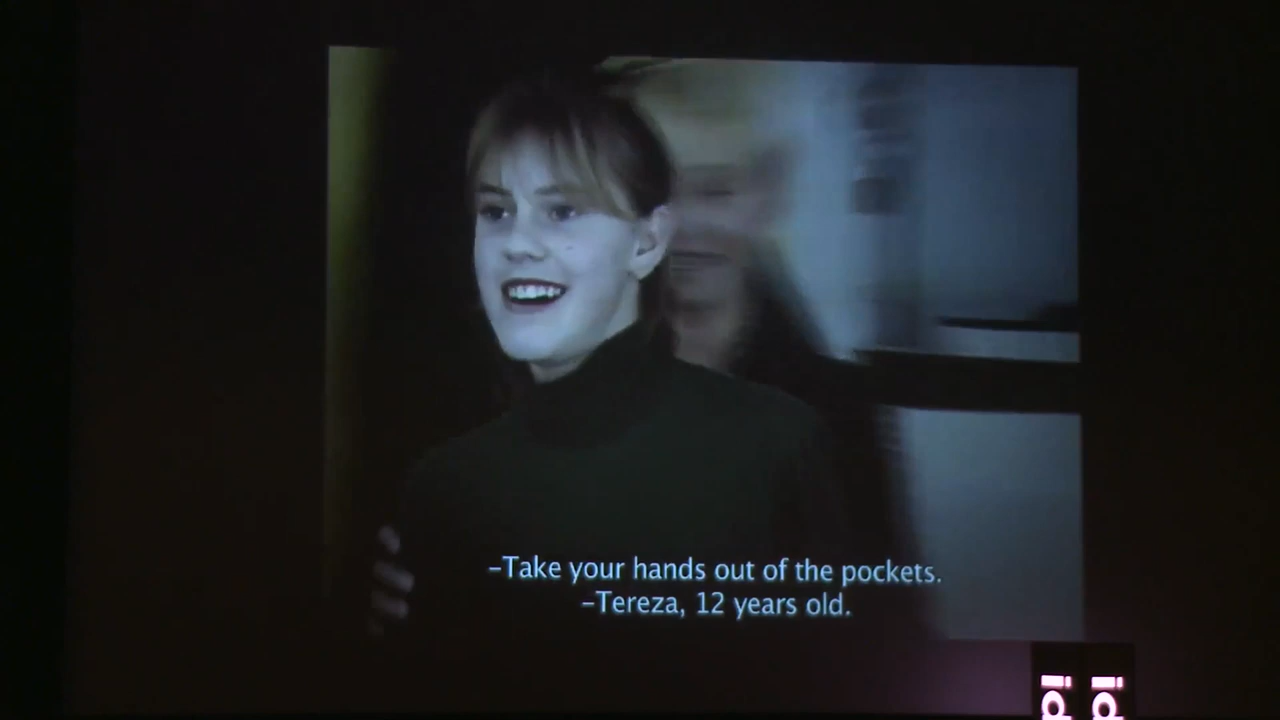 –Take your hands out of the pockets.
–Tereza, 12 years old.